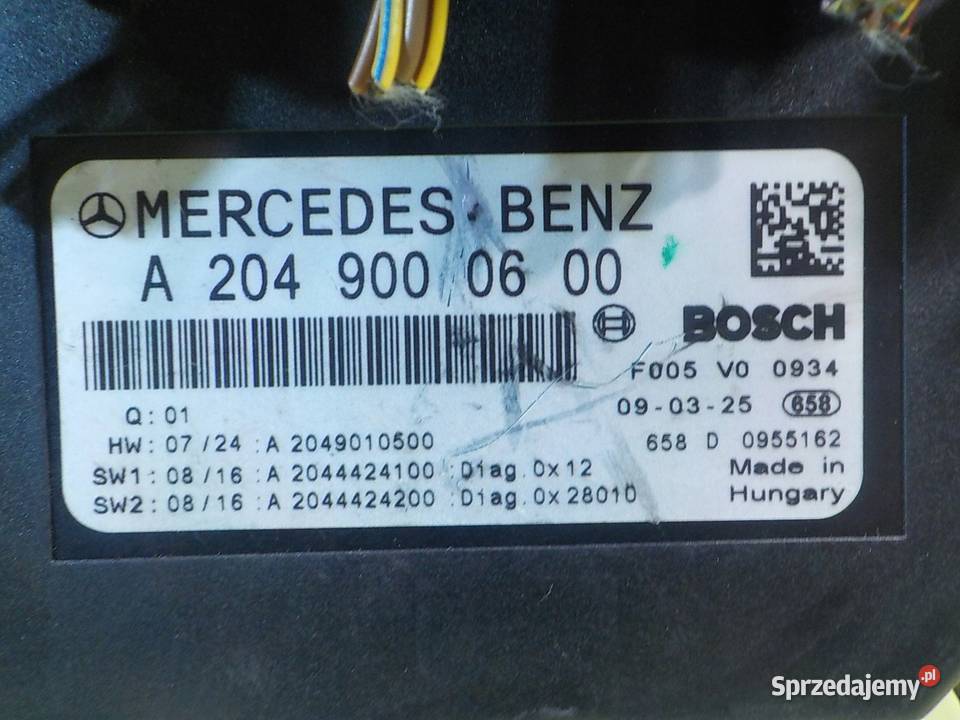 MERCEDES-BENZ
A 204 900 06 00
BOSCH
F005 V0 0934
09-03-25 658
Q: 01
HW: 07/24 :A 2049010500
658 D 0955162
SW1: 08/16 :A 2044424100 :Diag.0x12
Made in
SW2: 08/16 :A 2044424200 :Diag.0x28010
Hungary
Sprzedajemy.pl